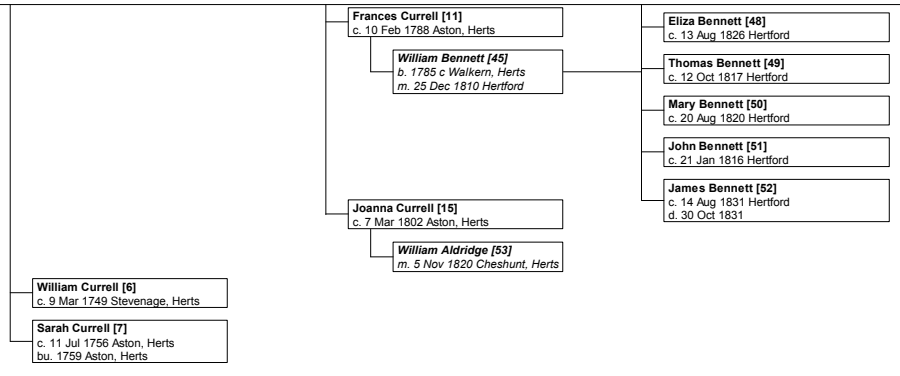 Frances Currell [11]
c. 10 Feb 1788 Aston, Herts
William Bennett [45]
b. 1785 c Walkern, Herts
m. 25 Dec 1810 Hertford
Eliza Bennett [48]
c. 13 Aug 1826 Hertford
Thomas Bennett [49]
c. 12 Oct 1817 Hertford
Mary Bennett [50]
c. 20 Aug 1820 Hertford
John Bennett [51]
c. 21 Jan 1816 Hertford
James Bennett [52]
c. 14 Aug 1831 Hertford
d. 30 Oct 1831
Joanna Currell [15]
c. 7 Mar 1802 Aston, Herts
William Aldridge [53]
m. 5 Nov 1820 Cheshunt, Herts
William Currell [6]
c. 9 Mar 1749 Stevenage, Herts
Sarah Currell [7]
c. 11 Jul 1756 Aston, Herts
bu. 1759 Aston, Herts